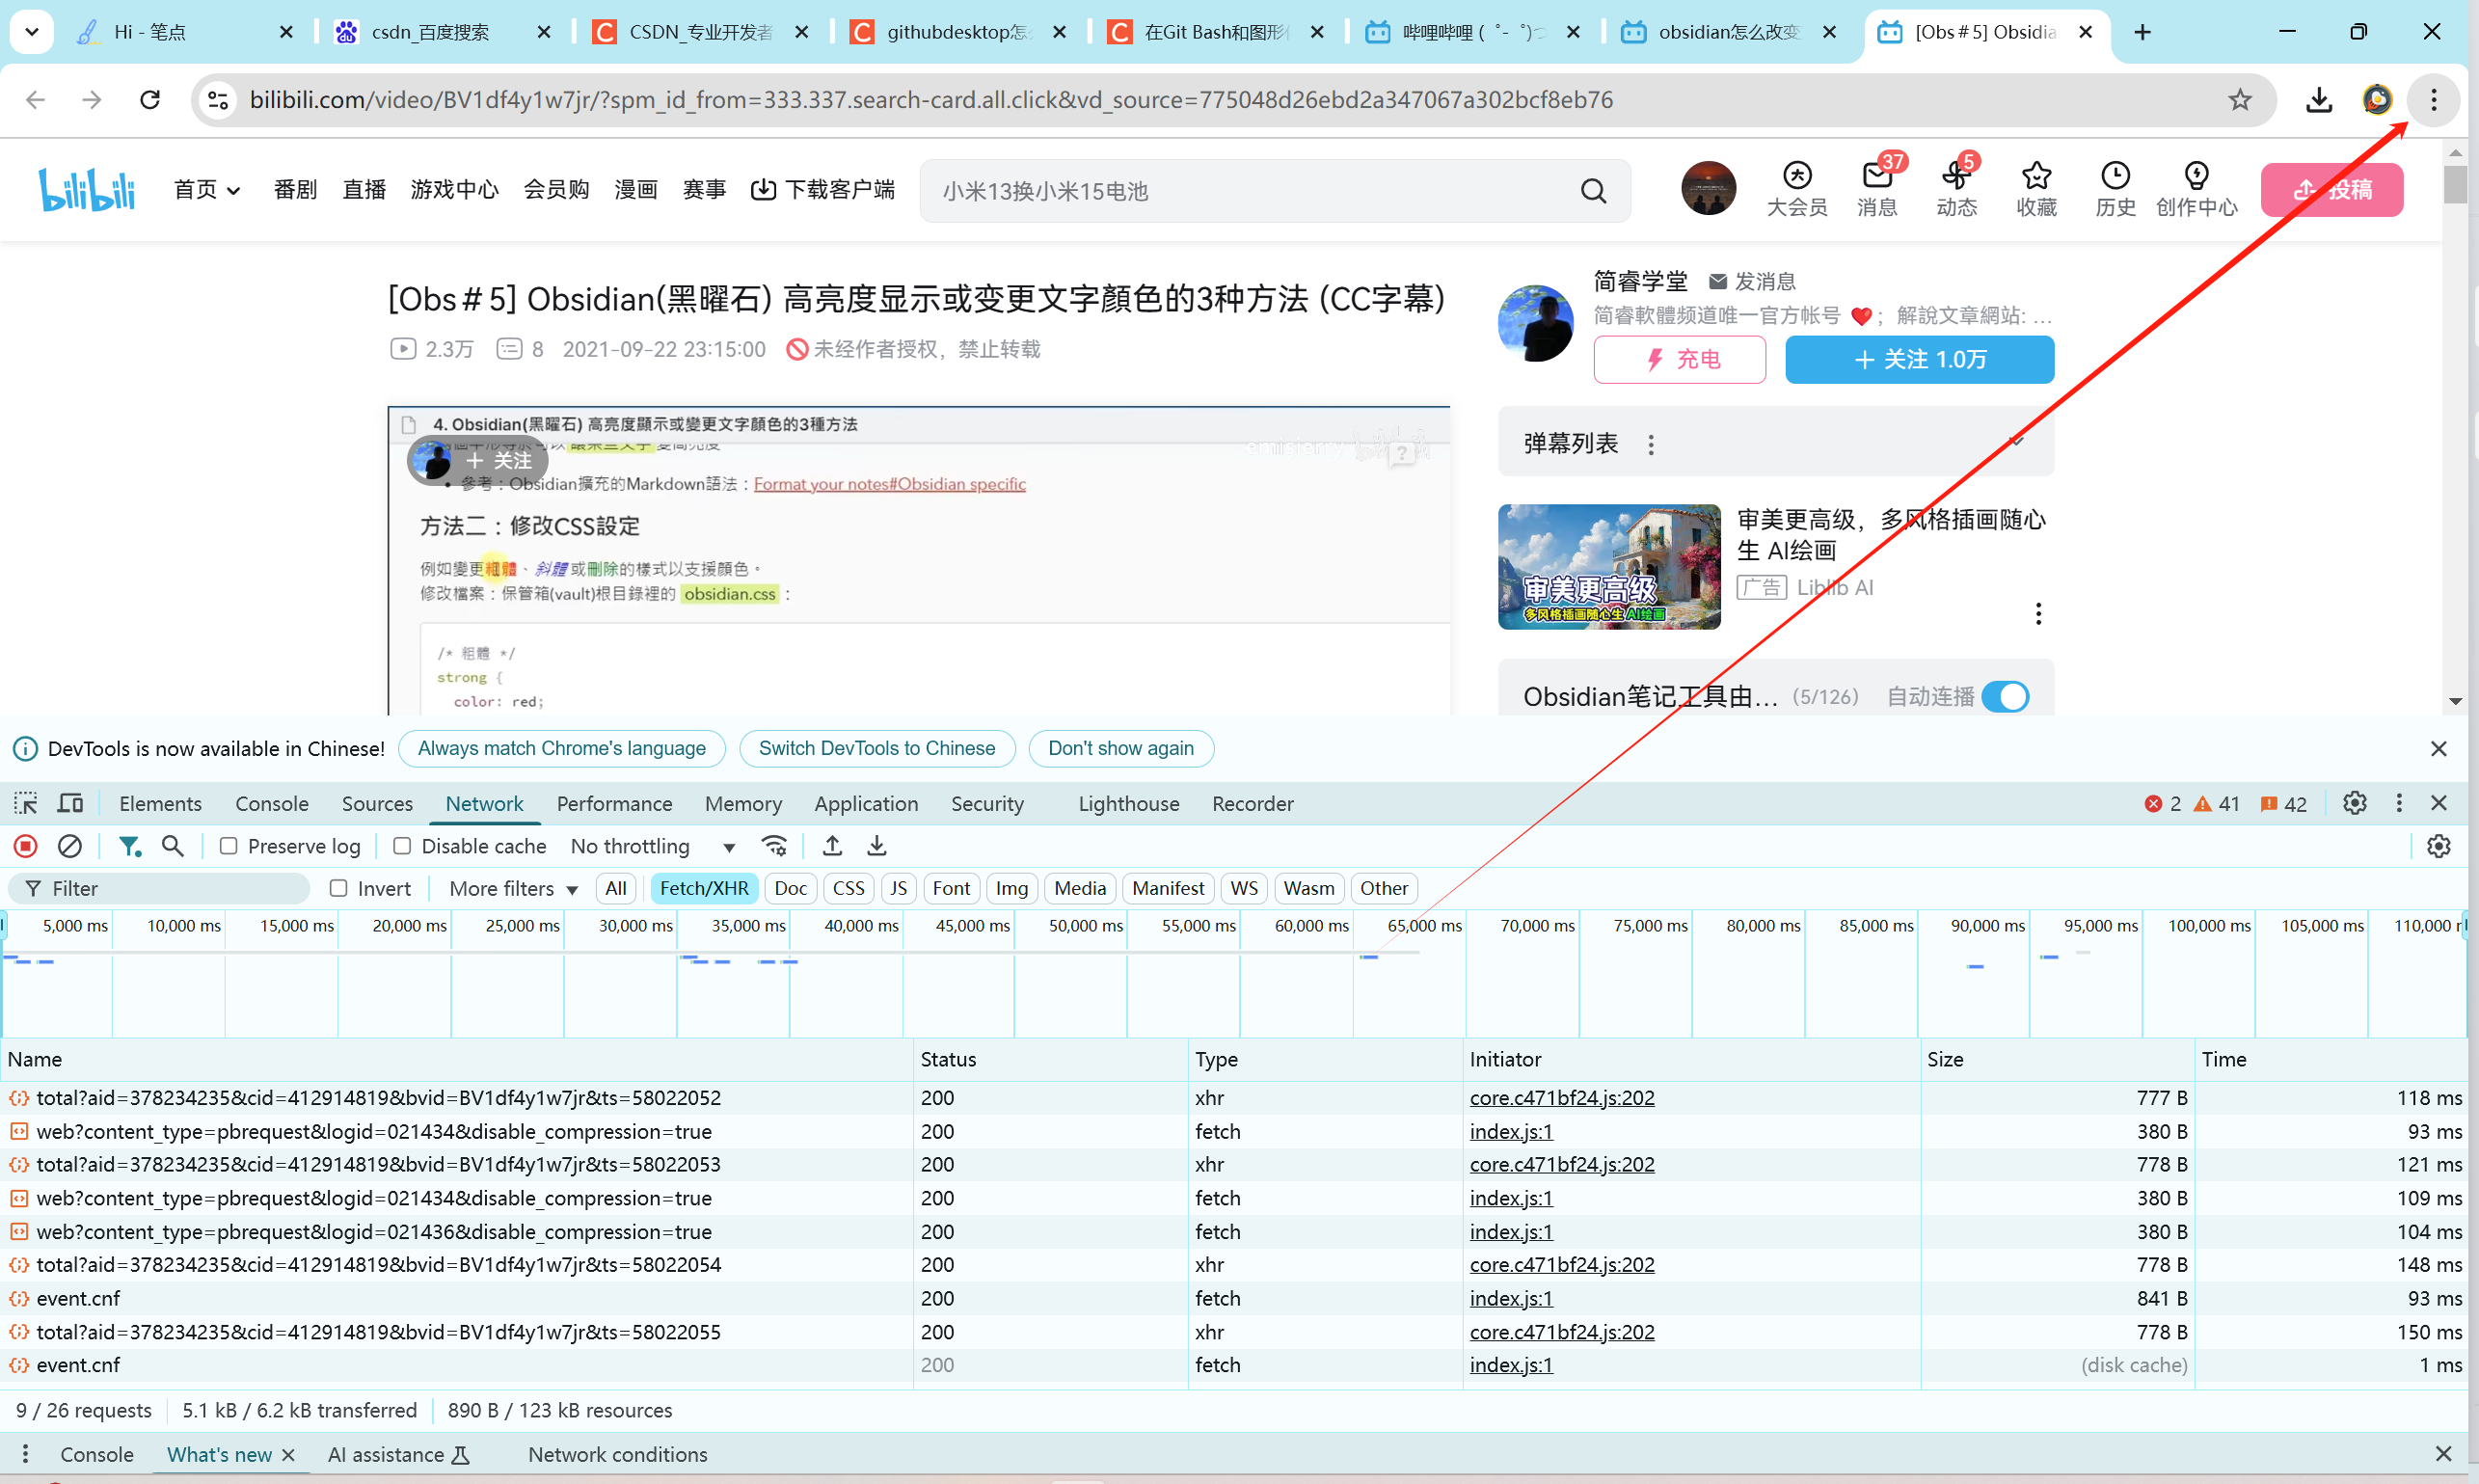 Hi - 笔点
csdn_百度搜索
CSDN_专业开发者
githubdesktop怎
在Git Bash和图形
哔哩哔哩 ( ゜- ゜)つ
obsidian怎么改变
[Obs＃5] Obsidia
bilibili.com/video/BV1df4y1w7jr/?spm_id_from=333.337.search-card.all.click&vd_source=775048d26ebd2a347067a302bcf8eb76
bilibili
首页
番剧
直播
游戏中心
会员购
漫画
赛事
下载客户端
小米13换小米15电池
大会员
37
消息
5
动态
收藏
历史
创作中心
投稿
[Obs＃5] Obsidian(黑曜石) 高亮度显示或变更文字顏色的3种方法 (CC字幕)
2.3万
8
2021-09-22 23:15:00
未经作者授权，禁止转载
简睿学堂
发消息
简睿軟體频道唯一官方帐号 ❤️； 解說文章網站: …
充电
+ 关注 1.0万
4. Obsidian(黑曜石) 高亮度顯示或變更文字顏色的3種方法
+ 关注
參考：Obsidian擴充的Markdown語法：Format your notes#Obsidian specific
方法二：修改CSS設定
例如變更粗體、斜體或刪除的樣式以支援顏色。
修改檔案：保管箱(vault)根目錄裡的 obsidian.css：
/* 粗體 */
strong {
color: red;
弹幕列表
审美更高级
多风格插画随心生 AI绘画
审美更高级，多风格插画随心
生 AI绘画
广告 Liblib AI
Obsidian笔记工具由...
(5/126)
自动连播
DevTools is now available in Chinese!
Always match Chrome's language
Switch DevTools to Chinese
Don't show again
Elements
Console
Sources
Network
Performance
Memory
Application
Security
Lighthouse
Recorder
2
41
42
Preserve log
Disable cache
No throttling
Filter
Invert
More filters
All
Fetch/XHR
Doc
CSS
JS
Font
Img
Media
Manifest
WS
Wasm
Other
5,000 ms
10,000 ms
15,000 ms
20,000 ms
25,000 ms
30,000 ms
35,000 ms
40,000 ms
45,000 ms
50,000 ms
55,000 ms
60,000 ms
65,000 ms
70,000 ms
75,000 ms
80,000 ms
85,000 ms
90,000 ms
95,000 ms
100,000 ms
105,000 ms
110,000
Name Status Type Initiator Size Time
total?aid=378234235&cid=412914819&bvid=BV1df4y1w7jr&ts=58022052 200 xhr core.c471bf24.js:202 777 B 118 ms
web?content_type=pbrequest&logid=021434&disable_compression=true 200 fetch index.js:1 380 B 93 ms
total?aid=378234235&cid=412914819&bvid=BV1df4y1w7jr&ts=58022053 200 xhr core.c471bf24.js:202 778 B 121 ms
web?content_type=pbrequest&logid=021434&disable_compression=true 200 fetch index.js:1 380 B 109 ms
web?content_type=pbrequest&logid=021436&disable_compression=true 200 fetch index.js:1 380 B 104 ms
total?aid=378234235&cid=412914819&bvid=BV1df4y1w7jr&ts=58022054 200 xhr core.c471bf24.js:202 778 B 148 ms
event.cnf 200 fetch index.js:1 841 B 93 ms
total?aid=378234235&cid=412914819&bvid=BV1df4y1w7jr&ts=58022055 200 xhr core.c471bf24.js:202 778 B 150 ms
event.cnf 200 fetch index.js:1 (disk cache) 1 ms
9 / 26 requests
5.1 kB / 6.2 kB transferred
890 B / 123 kB resources
Console
What's new
AI assistance
Network conditions